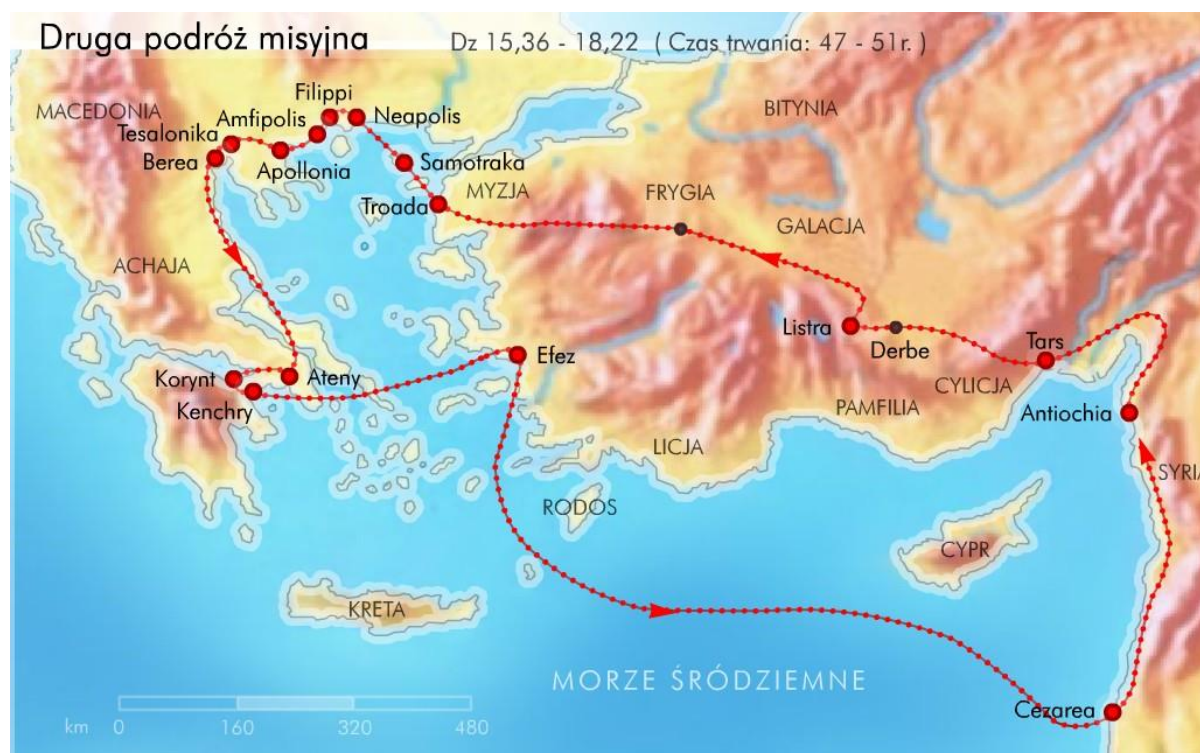 Druga podróż misyjna
Dz 15,36 - 18,22 ( Czas trwania: 47 - 51r. )
Filippi
MACEDONIA
Amfipolis
Neapolis
BITYNIA
Tesalonika
Berea
Apollonia
Samotraka
MYZJA
FRYGIA
Troada
GALACJA
ACHAJA
Listra
Derbe
Tars
Efez
Korynt
Ateny
CYLICJA
Kenchry
PAMFILIA
Antiochia
LICJA
SYRIA
RODOS
CYPR
KRETA
MORZE ŚRÓDZIEMNE
Cezarea
km 0 160 320 480